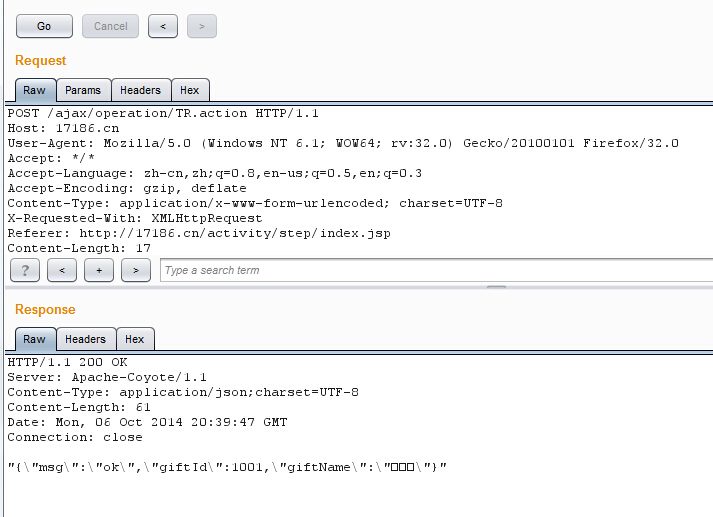 Go Cancel < >
Request
Raw Params Headers Hex
POST /ajax/operation/TR.action HTTP/1.1
Host: 17186.cn
User-Agent: Mozilla/5.0 (Windows NT 6.1; WOW64; rv:32.0) Gecko/20100101 Firefox/32.0
Accept: */*
Accept-Language: zh-cn,zh;q=0.8,en-us;q=0.5,en;q=0.3
Accept-Encoding: gzip, deflate
Content-Type: application/x-www-form-urlencoded; charset=UTF-8
X-Requested-With: XMLHttpRequest
Referer: http://17186.cn/activity/step/index.jsp
Content-Length: 17
? < + > Type a search term
Response
Raw Headers Hex
HTTP/1.1 200 OK
Server: Apache-Coyote/1.1
Content-Type: application/json;charset=UTF-8
Content-Length: 61
Date: Mon, 06 Oct 2014 20:39:47 GMT
Connection: close
"{\"msg\":\"ok\",\"giftId\":1001,\"giftName\":\"□□□\"}"